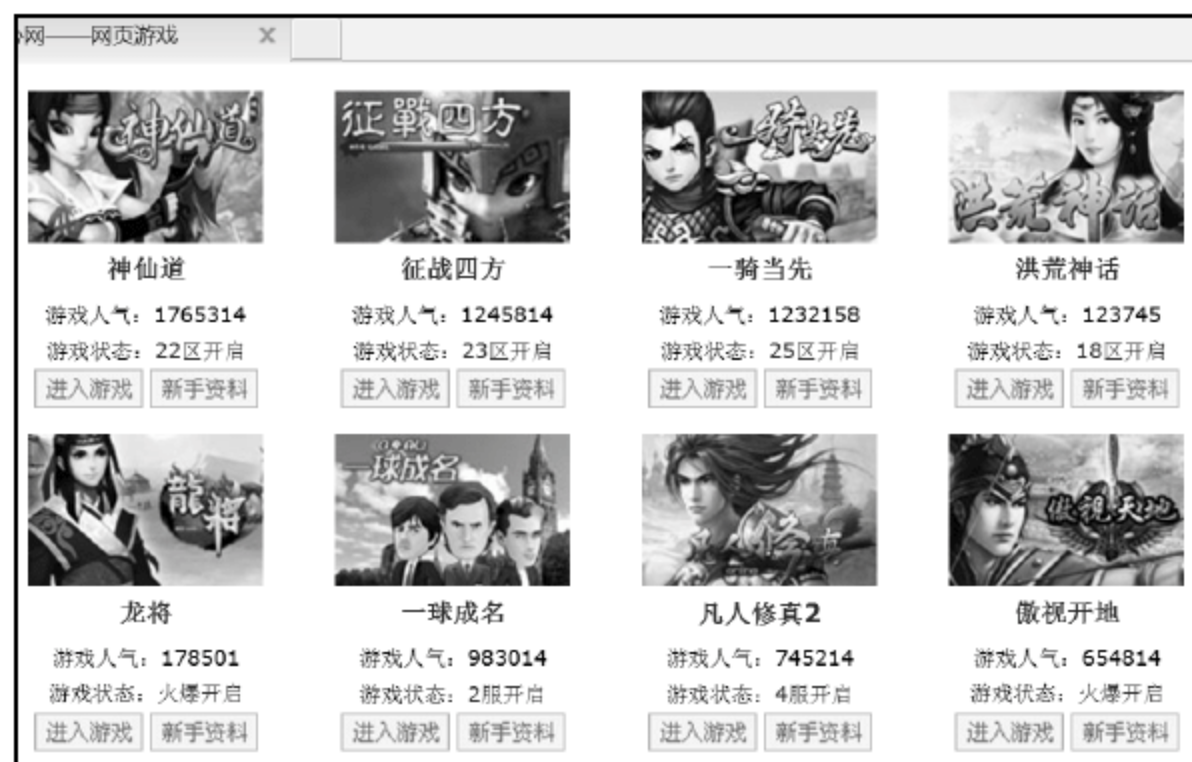 网——网页游戏
神仙道
征戰四方
一骑当先
洪荒神话
神仙道
征战四方
一骑当先
洪荒神话
游戏人气：1765314
游戏人气：1245814
游戏人气：1232158
游戏人气：123745
游戏状态：22区开启
游戏状态：23区开启
游戏状态：25区开启
游戏状态：18区开启
进入游戏 新手资料
进入游戏 新手资料
进入游戏 新手资料
进入游戏 新手资料
龍將
一球成名
凡人修真
傲视天地
龙将
一球成名
凡人修真2
傲视开地
游戏人气：178501
游戏人气：983014
游戏人气：745214
游戏人气：654814
游戏状态：火爆开启
游戏状态：2服开启
游戏状态：4服开启
游戏状态：火爆开启
进入游戏 新手资料
进入游戏 新手资料
进入游戏 新手资料
进入游戏 新手资料